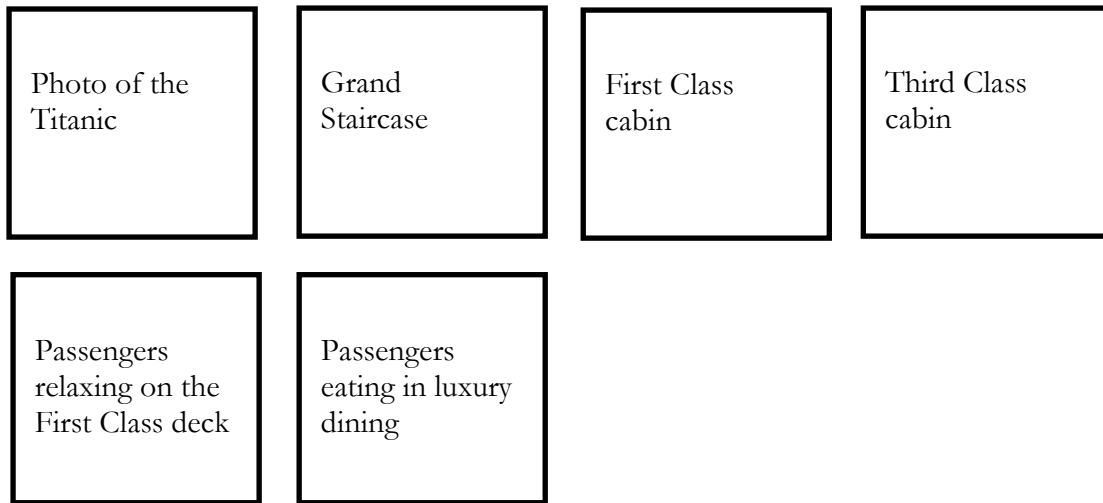 Photo of the
Titanic
Grand
Staircase
First Class
cabin
Third Class
cabin
Passengers
relaxing on the
First Class deck
Passengers
eating in luxury
dining